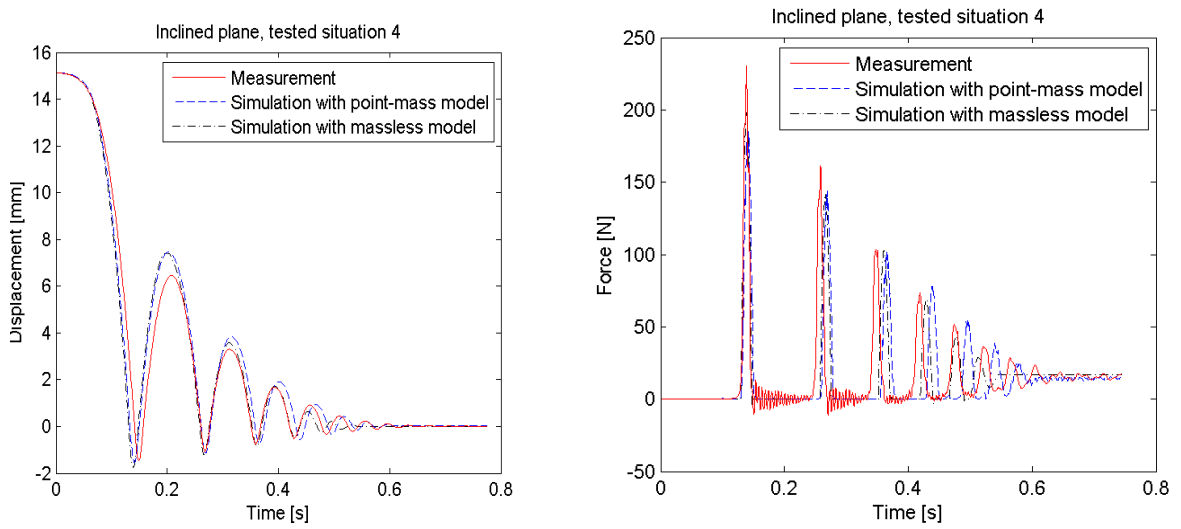 Inclined plane, tested situation 4
16
14
12
10
8
6
4
2
0
-2
Displacement [mm]
Measurement
Simulation with point-mass model
Simulation with massless model
0 0.2 0.4 0.6 0.8
Time [s]
Inclined plane, tested situation 4
250
200
150
100
50
0
-50
Force [N]
Measurement
Simulation with point-mass model
Simulation with massless model
0 0.2 0.4 0.6 0.8
Time [s]